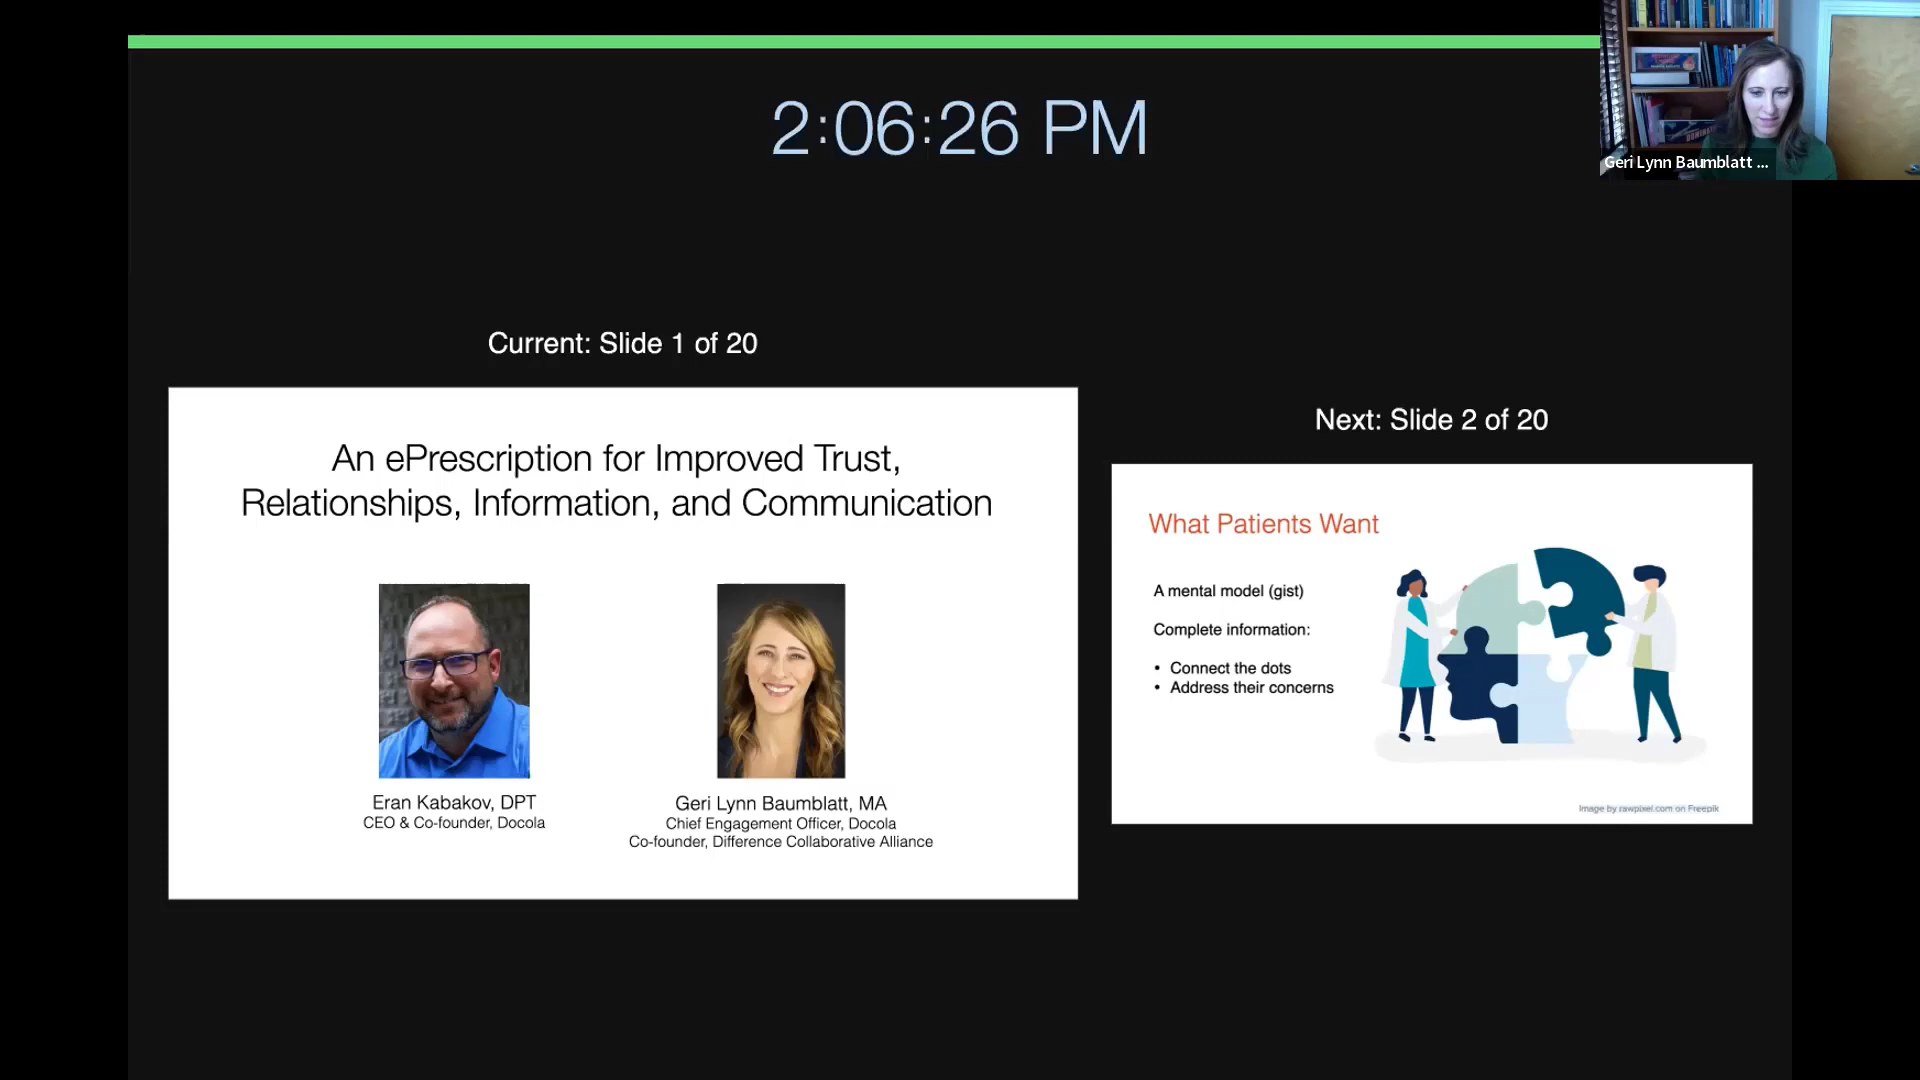 2:06:26 PM
Geri Lynn Baumblatt ...
Current: Slide 1 of 20
An ePrescription for Improved Trust,
Relationships, Information, and Communication
Eran Kabakov, DPT
CEO & Co-founder, Docola
Geri Lynn Baumblatt, MA
Chief Engagement Officer, Docola
Co-founder, Difference Collaborative Alliance
Next: Slide 2 of 20
What Patients Want
A mental model (gist)
Complete information:
• Connect the dots
• Address their concerns
Image by rawpixel.com on Freepik